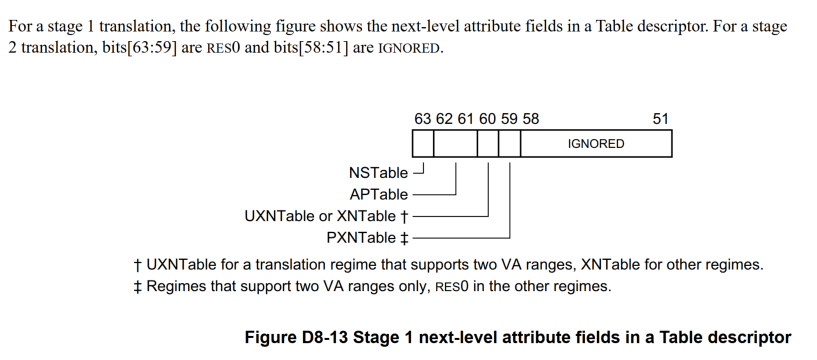 For a stage 1 translation, the following figure shows the next-level attribute fields in a Table descriptor. For a stage
2 translation, bits[63:59] are RES0 and bits[58:51] are IGNORED.
63 62 61 60 59 58 51
IGNORED
NSTable
APTable
UXNTable or XNTable †
PXNTable ‡
† UXNTable for a translation regime that supports two VA ranges, XNTable for other regimes.
‡ Regimes that support two VA ranges only, RES0 in the other regimes.
Figure D8-13 Stage 1 next-level attribute fields in a Table descriptor